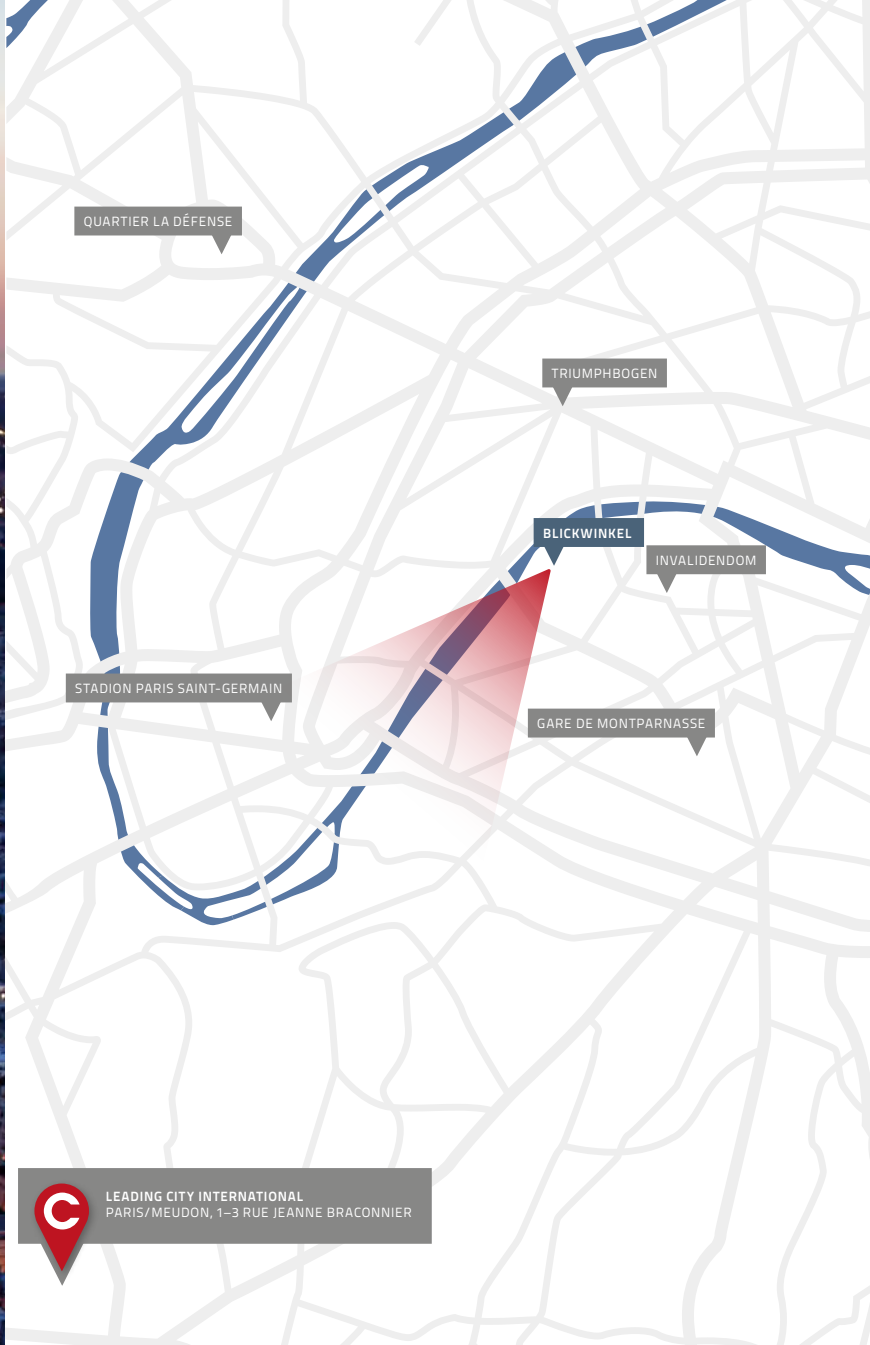 QUARTIER LA DÉFENSE
TRIUMPHBOGEN
BLICKWINKEL
INVALIDENDOM
STADION PARIS SAINT-GERMAIN
GARE DE MONTPARNASSE
C
LEADING CITY INTERNATIONAL
PARIS/MEUDON, 1–3 RUE JEANNE BRACONNIER